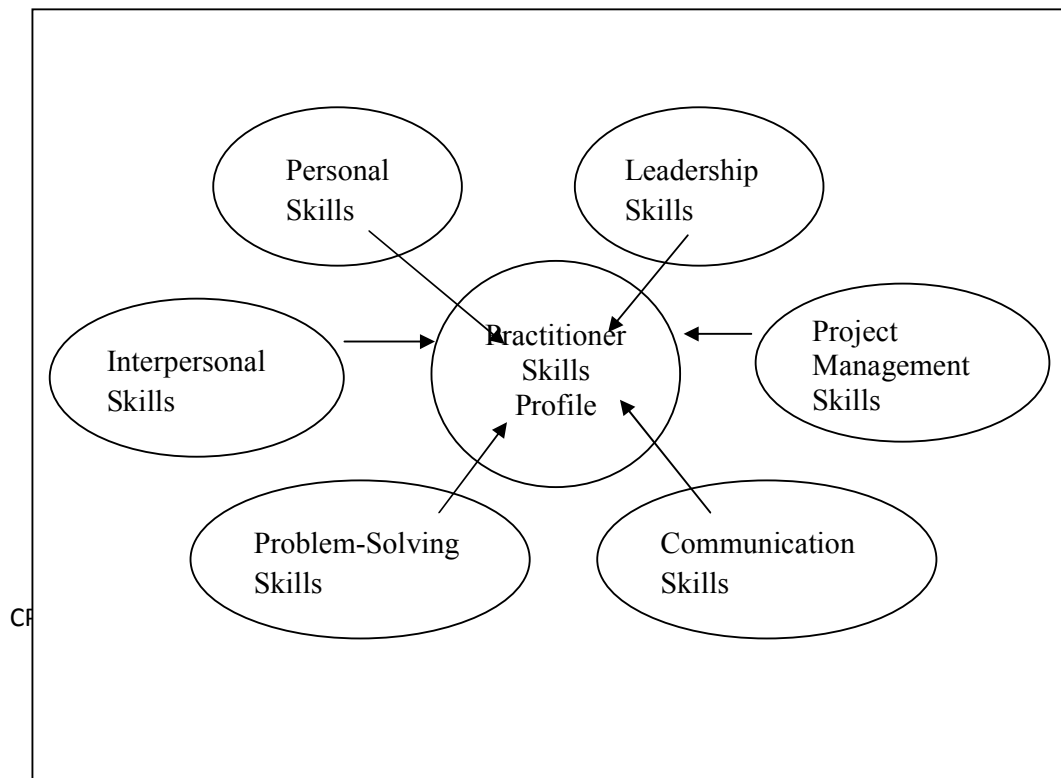 Personal
Skills
Leadership
Skills
Interpersonal
Skills
Practitioner
Skills
Profile
Project
Management
Skills
Problem-Solving
Skills
Communication
Skills